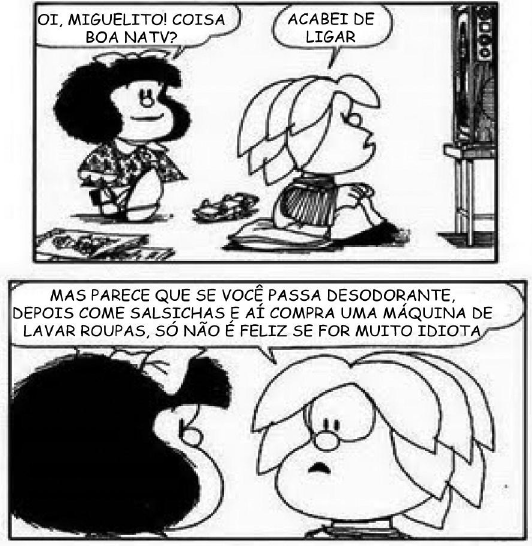 OI, MIGUELITO! COISA
BOA NATV?
ACABEI DE
LIGAR
MAS PARECE QUE SE VOCÊ PASSA DESODORANTE,
DEPOIS COME SALSICHAS E AÍ COMPRA UMA MÁQUINA DE
LAVAR ROUPAS, SÓ NÃO É FELIZ SE FOR MUITO IDIOTA